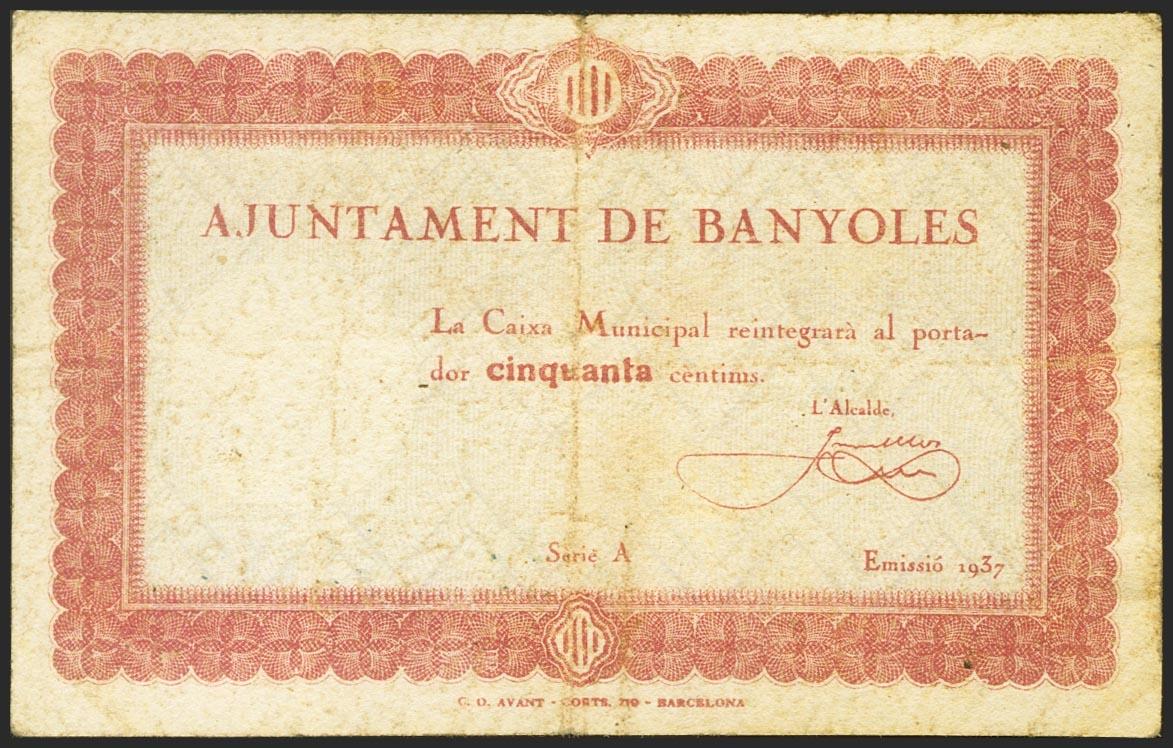 AJUNTAMENT DE BANYOLES
La Caixa Municipal reintegrarà al porta-
dor cinquanta cèntims.
L'Alcalde,
Serie A
Emissió 1937
G. O. AVANT - CORTS, 719 - BARCELONA